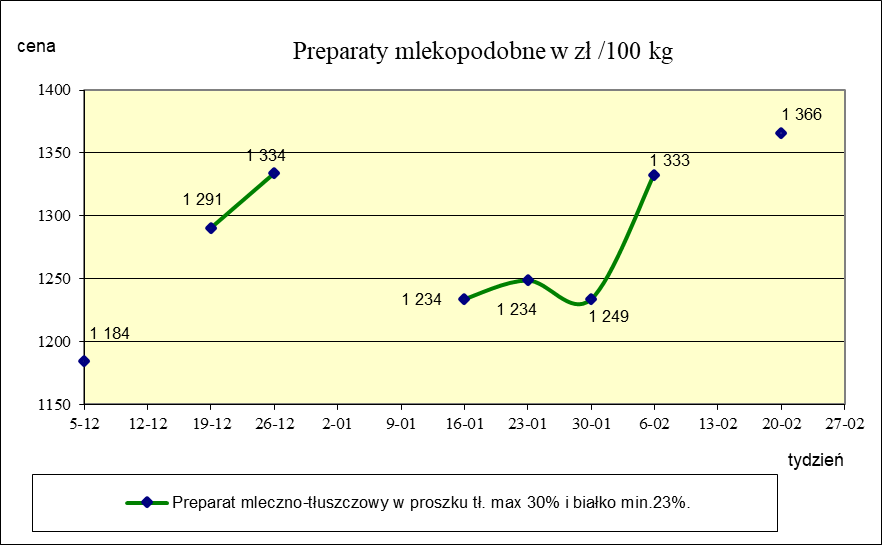 cena
Preparaty mlekopodobne w zł /100 kg
1400
1 366
1350
1 334
1 333
1300
1 291
1250
1 234
1 234
1 249
1200
1 184
1150
5-12 12-12 19-12 26-12 2-01 9-01 16-01 23-01 30-01 6-02 13-02 20-02 27-02
tydzień
Preparat mleczno-tłuszczowy w proszku tł. max 30% i białko min.23%.